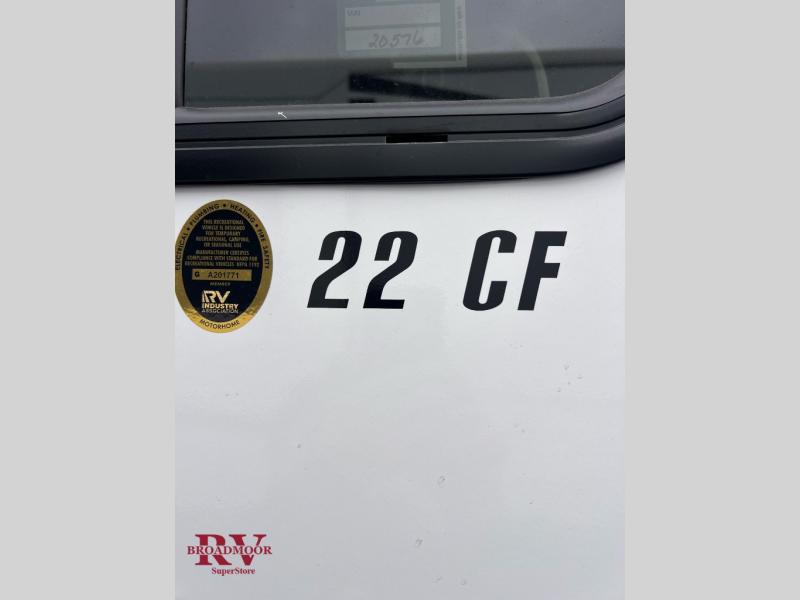 20576
ELECTRICAL ★ PLUMBING ★ HEATING ★ FIRE SAFETY
THIS RECREATIONAL
VEHICLE IS DESIGNED
FOR TEMPORARY
RECREATIONAL, CAMPING,
OR SEASONAL USE
MANUFACTURER CERTIFIES
COMPLIANCE WITH STANDARD FOR
RECREATIONAL VEHICLES NFPA 1192
G A201771
MEMBER
RV
INDUSTRY
ASSOCIATION
MOTORHOME
22 CF
RV
BROADMOOR
SuperStore